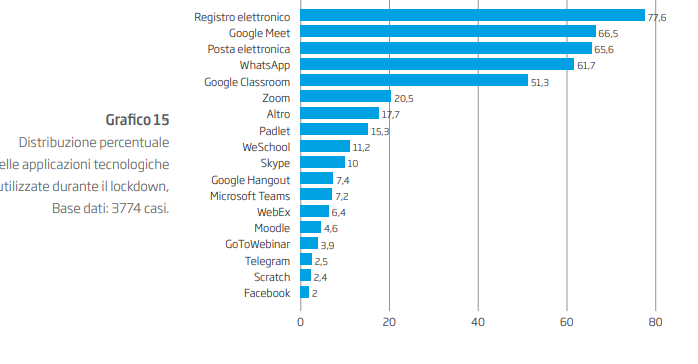 Registro elettronico 77,6
Google Meet 66,5
Posta elettronica 65,6
WhatsApp 61,7
Google Classroom 51,3
Zoom 20,5
Altro 17,7
Padlet 15,3
WeSchool 11,2
Skype 10
Google Hangout 7,4
Microsoft Teams 7,2
WebEx 6,4
Moodle 4,6
GoToWebinar 3,9
Telegram 2,5
Scratch 2,4
Facebook 2
0 20 40 60 80
Grafico 15
Distribuzione percentuale
elle applicazioni tecnologiche
utilizzate durante il lockdown,
Base dati: 3774 casi.